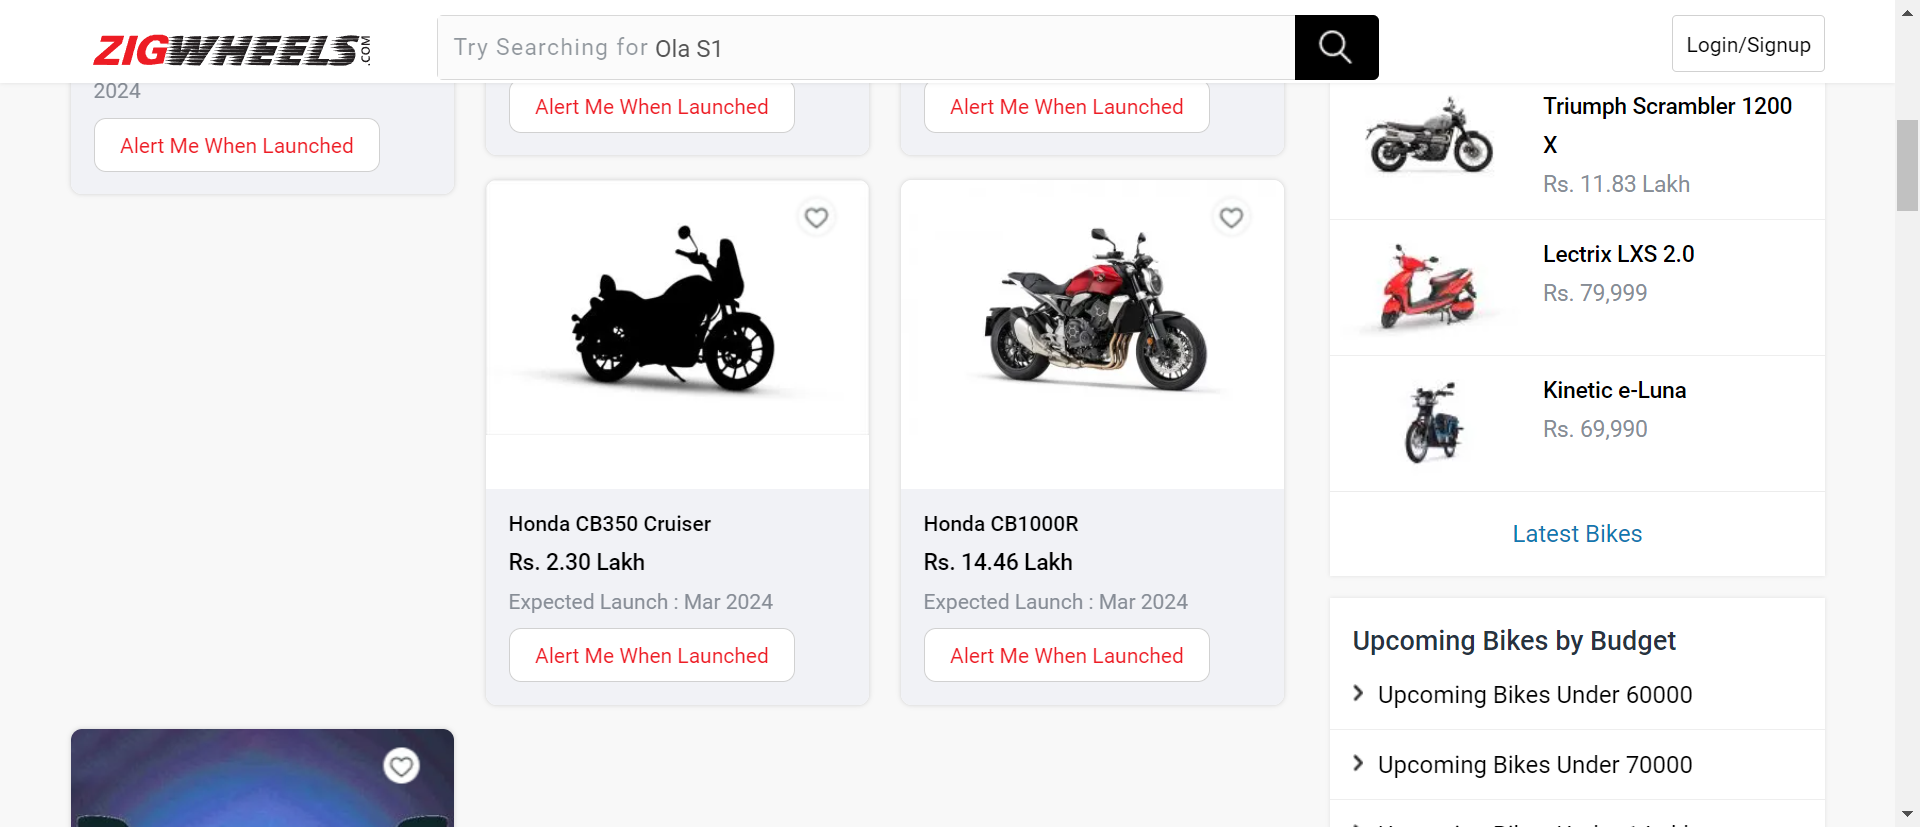 ZIGWHEELS.COM
Try Searching for Ola S1
Login/Signup
2024
Alert Me When Launched
Alert Me When Launched
Alert Me When Launched
Honda CB350 Cruiser
Rs. 2.30 Lakh
Expected Launch : Mar 2024
Alert Me When Launched
Honda CB1000R
Rs. 14.46 Lakh
Expected Launch : Mar 2024
Alert Me When Launched
Triumph Scrambler 1200
X
Rs. 11.83 Lakh
Lectrix LXS 2.0
Rs. 79,999
Kinetic e-Luna
Rs. 69,990
Latest Bikes
Upcoming Bikes by Budget
Upcoming Bikes Under 60000
Upcoming Bikes Under 70000